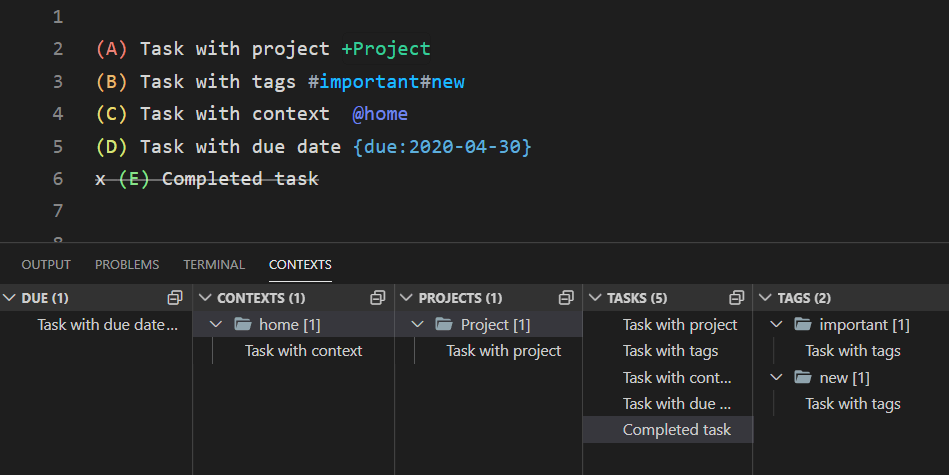 1
2 (A) Task with project +Project
3 (B) Task with tags #important#new
4 (C) Task with context  @home
5 (D) Task with due date {due:2020-04-30}
6 x (E) Completed task
7
8
OUTPUT PROBLEMS TERMINAL CONTEXTS
DUE (1)
Task with due date...
CONTEXTS (1)
home [1]
Task with context
PROJECTS (1)
Project [1]
Task with project
TASKS (5)
Task with project
Task with tags
Task with cont...
Task with due ...
Completed task
TAGS (2)
important [1]
Task with tags
new [1]
Task with tags